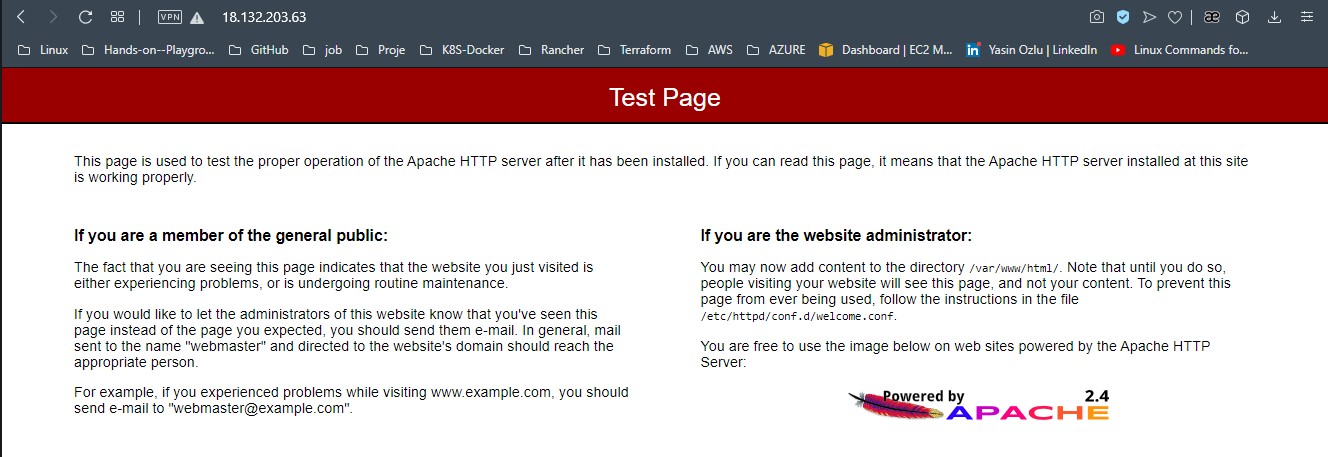 VPN 18.132.203.63
Linux Hands-on--Playgro... GitHub job Proje K8S-Docker Rancher Terraform AWS AZURE Dashboard | EC2 M... Yasin Ozlu | LinkedIn Linux Commands fo...
Test Page
This page is used to test the proper operation of the Apache HTTP server after it has been installed. If you can read this page, it means that the Apache HTTP server installed at this site
is working properly.
If you are a member of the general public:
The fact that you are seeing this page indicates that the website you just visited is
either experiencing problems, or is undergoing routine maintenance.
If you would like to let the administrators of this website know that you've seen this
page instead of the page you expected, you should send them e-mail. In general, mail
sent to the name "webmaster" and directed to the website's domain should reach the
appropriate person.
For example, if you experienced problems while visiting www.example.com, you should
send e-mail to "webmaster@example.com".
If you are the website administrator:
You may now add content to the directory /var/www/html/. Note that until you do so,
people visiting your website will see this page, and not your content. To prevent this
page from ever being used, follow the instructions in the file
/etc/httpd/conf.d/welcome.conf.
You are free to use the image below on web sites powered by the Apache HTTP
Server:
Powered by 2.4
APACHE